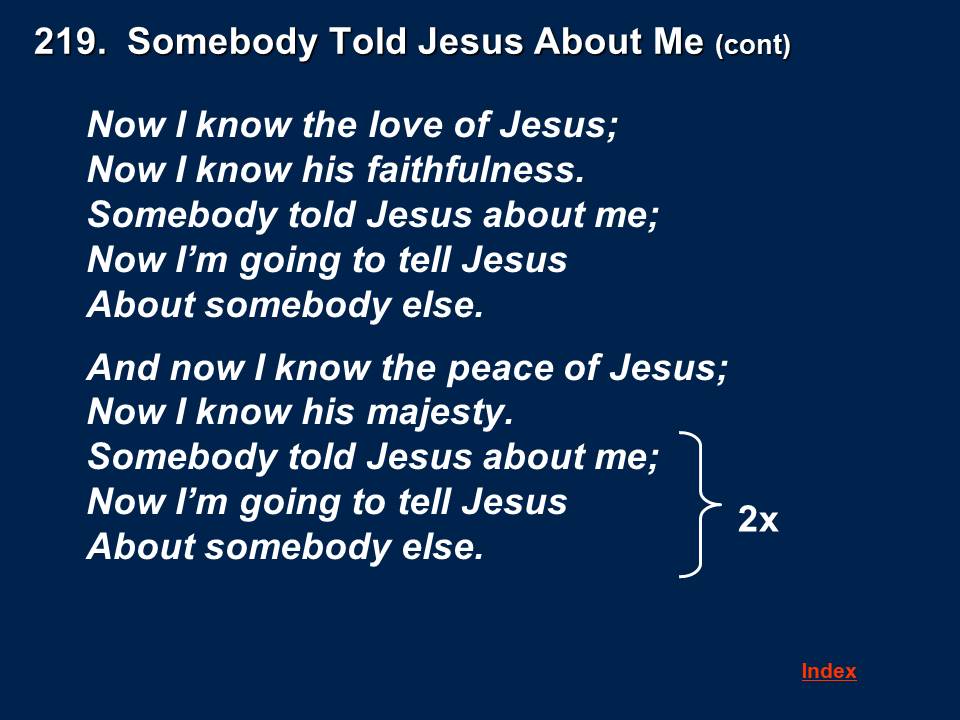 219. Somebody Told Jesus About Me (cont)
Now I know the love of Jesus;
Now I know his faithfulness.
Somebody told Jesus about me;
Now I’m going to tell Jesus
About somebody else.
And now I know the peace of Jesus;
Now I know his majesty.
Somebody told Jesus about me;
Now I’m going to tell Jesus
About somebody else.
2x
Index